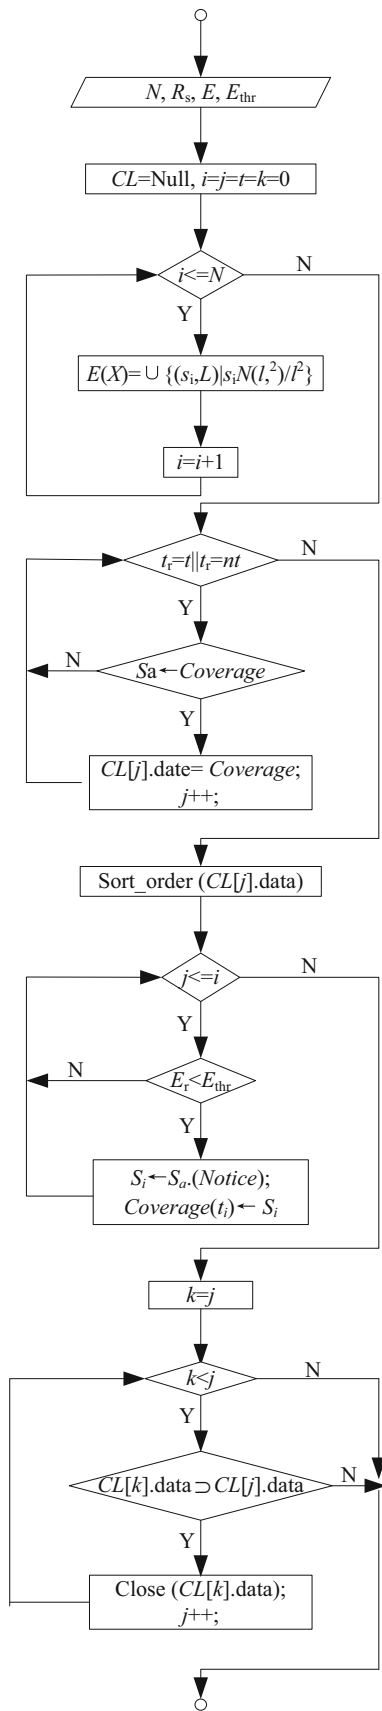 N, Rs, E, Ethr
CL=Null, i=j=t=k=0
i<=N
N
Y
E(X)= ∪ {(si,L)|siN(l,²)/l²}
i=i+1
tr=t||tr=nt
N
Y
Sa←Coverage
N
Y
CL[j].date= Coverage;
j++;
Sort_order (CL[j].data)
j<=i
N
Y
Er<Ethr
N
Y
Si←Sa.(Notice);
Coverage(ti)← Si
k=j
k<j
N
Y
CL[k].data⊃CL[j].data
N
Y
Close (CL[k].data);
j++;